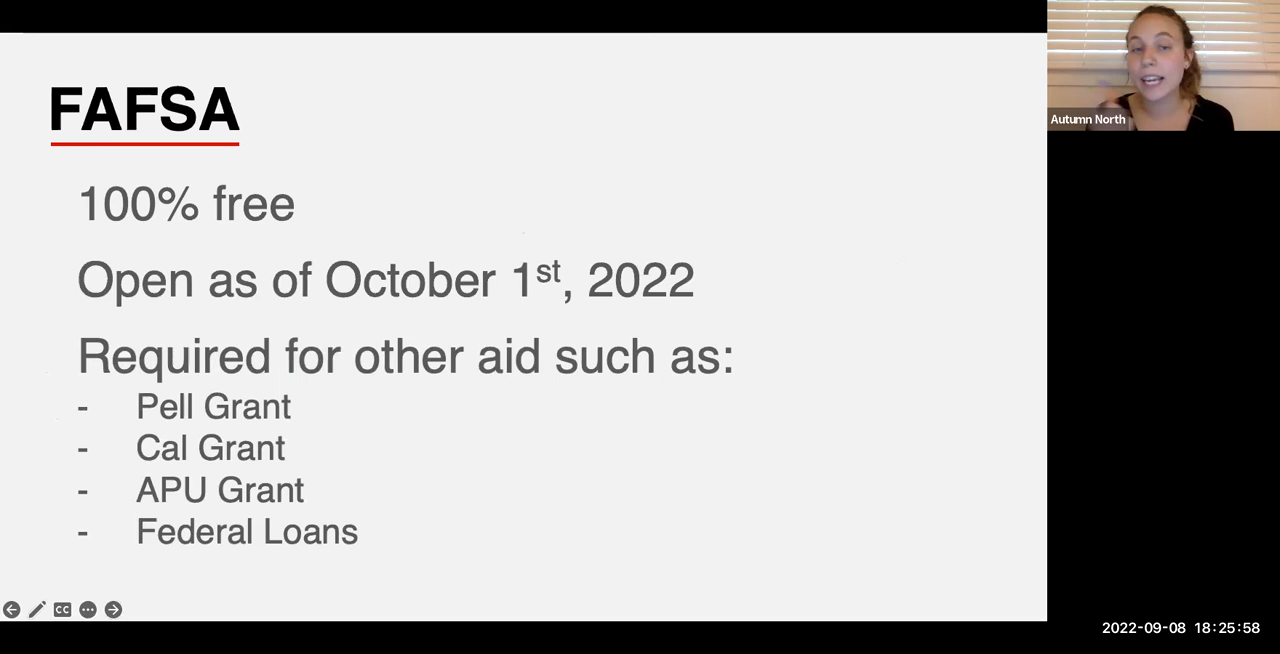 FAFSA
100% free
Open as of October 1st, 2022
Required for other aid such as:
- Pell Grant
- Cal Grant
- APU Grant
- Federal Loans
CC
Autumn North
2022-09-08 18:25:58